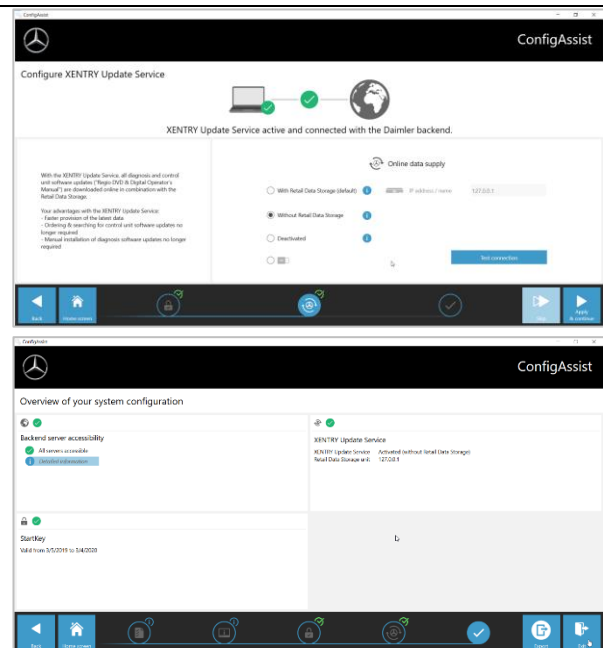 ConfigAssist
ConfigAssist
Configure XENTRY Update Service
XENTRY Update Service active and connected with the Daimler backend.
With the XENTRY Update Service, all diagnosis and control
unit software updates ("Regin DVD & Digital Operator's
Manual") are downloaded online in combination with the
Retail Data Storage.
Your advantages with the XENTRY Update Service:
- Faster provision of the latest data
- Ordering & searching for control unit software updates no
longer required
- Manual installation of diagnosis software updates no longer
required
Online data supply
With Retail Data Storage (default)
IP address / name
127.0.0.1
Without Retail Data Storage
Deactivated
Test connection
Back
Home screen
Skip
Apply
& continue
ConfigAssist
ConfigAssist
Overview of your system configuration
Backend server accessibility
All servers accessible
Detailed information
XENTRY Update Service
XENTRY Update Service Activated (without Retail Data Storage)
Retail Data Storage unit 127.0.0.1
StartKey
Valid from 3/5/2019 to 3/4/2020
Back
Home screen
Export
Exit